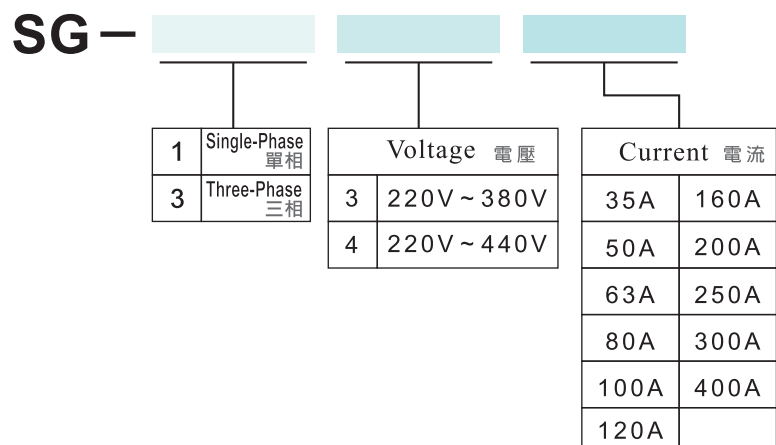 SG－
1 Single-Phase
單相
3 Three-Phase
三相
Voltage 電壓
3 220V~380V
4 220V~440V
Current 電流
35A 160A
50A 200A
63A 250A
80A 300A
100A 400A
120A